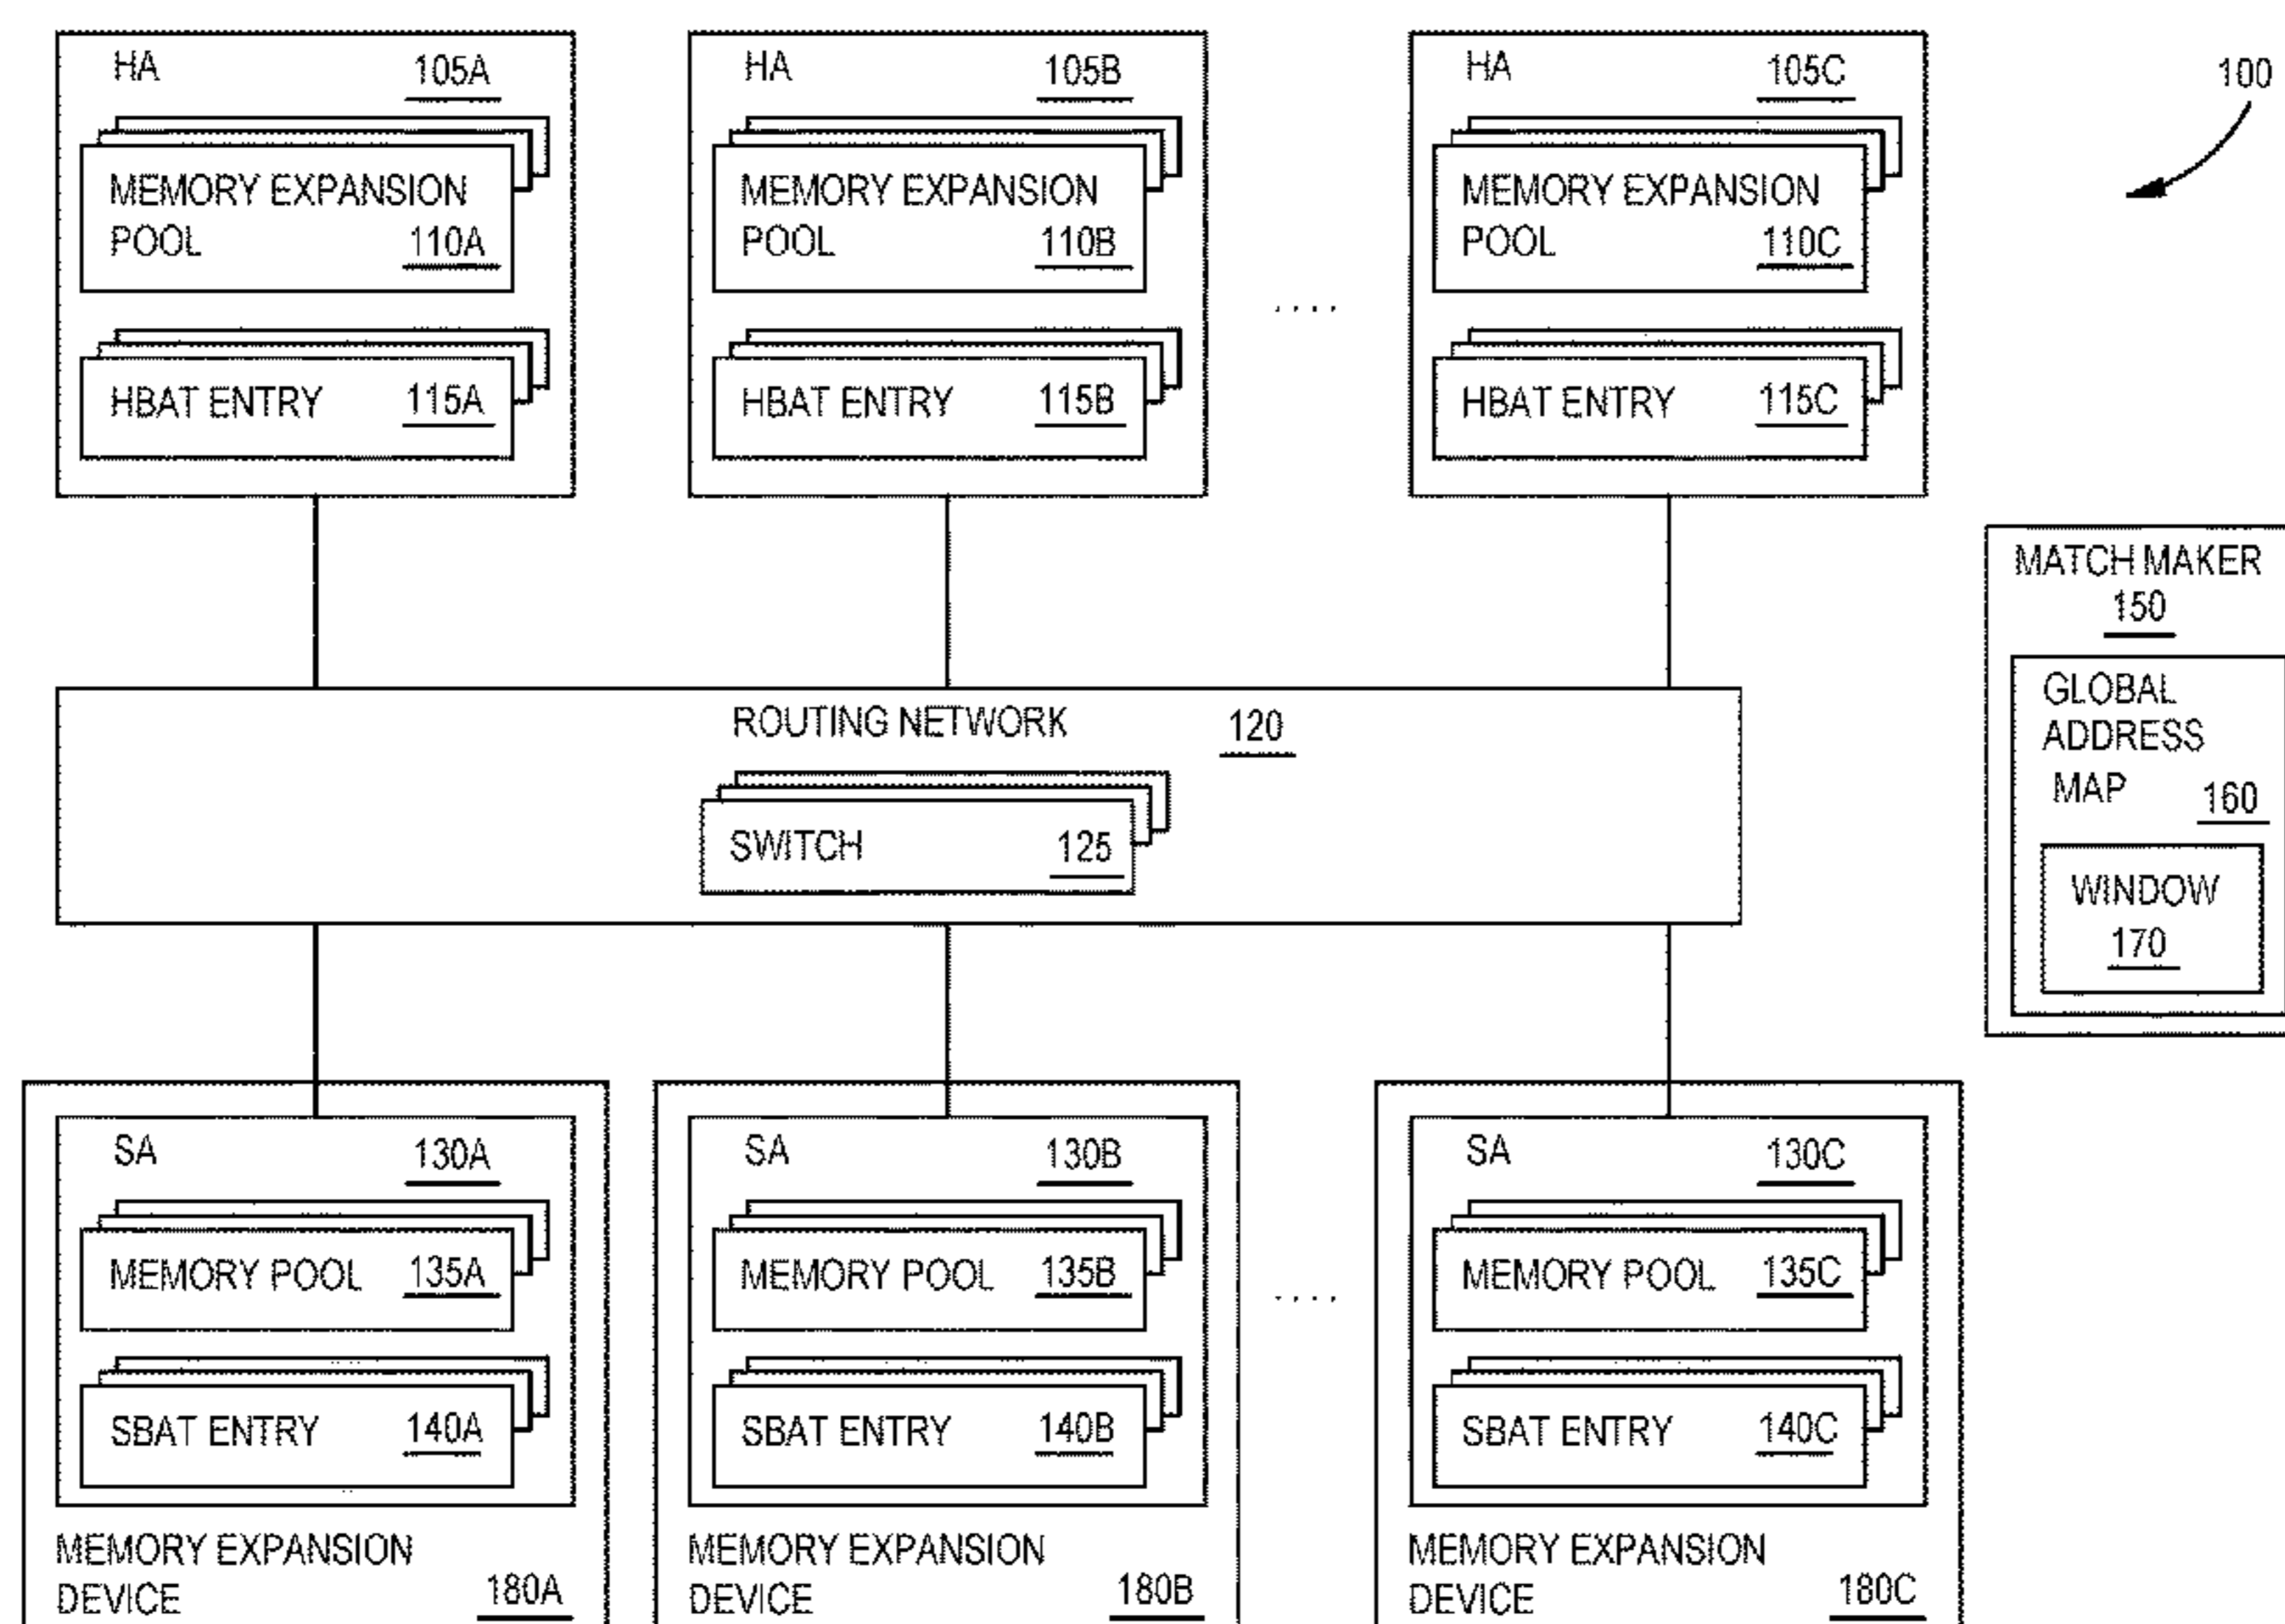 HA 105A
MEMORY EXPANSION
POOL 110A
HBAT ENTRY 115A
HA 105B
MEMORY EXPANSION
POOL 110B
HBAT ENTRY 115B
....
HA 105C
MEMORY EXPANSION
POOL 110C
HBAT ENTRY 115C
100
MATCH MAKER
150
GLOBAL
ADDRESS
MAP 160
WINDOW
170
ROUTING NETWORK 120
SWITCH 125
SA 130A
MEMORY POOL 135A
SBAT ENTRY 140A
MEMORY EXPANSION
DEVICE 180A
SA 130B
MEMORY POOL 135B
SBAT ENTRY 140B
MEMORY EXPANSION
DEVICE 180B
....
SA 130C
MEMORY POOL 135C
SBAT ENTRY 140C
MEMORY EXPANSION
DEVICE 180C